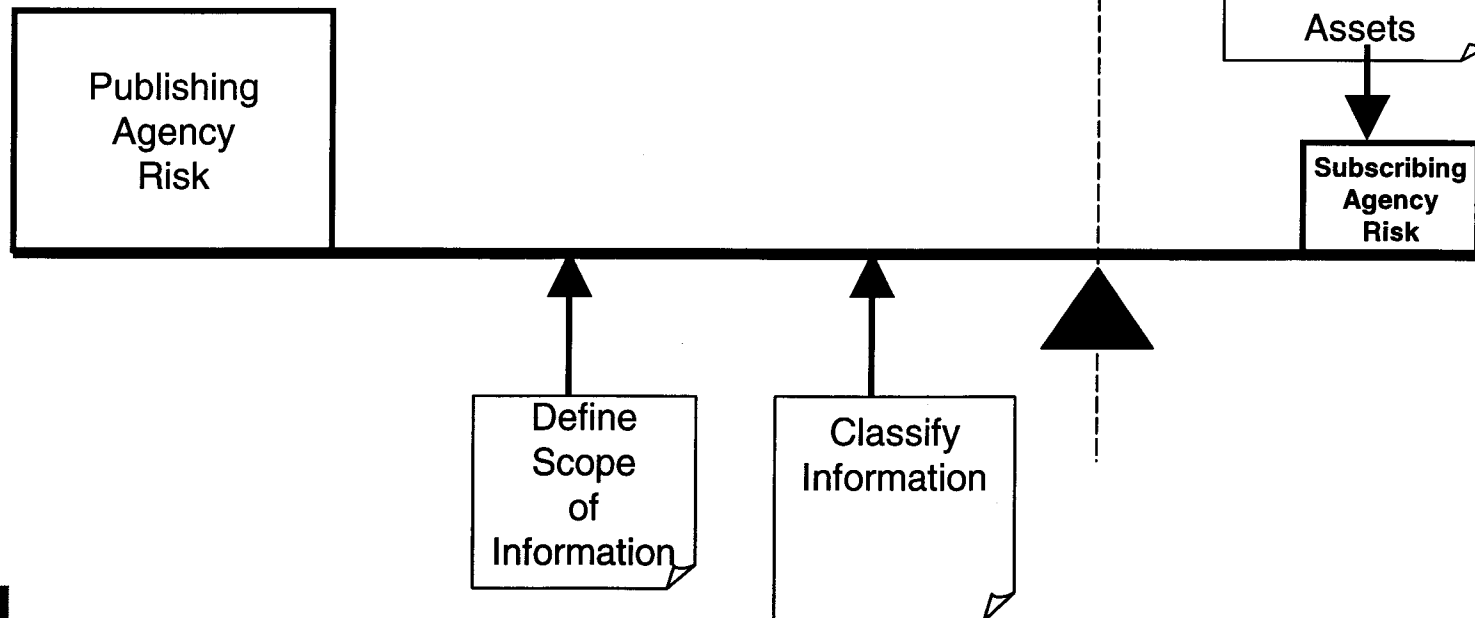 Assets
Publishing
Agency
Risk
Subscribing
Agency
Risk
Define
Scope
of
Information
Classify
Information